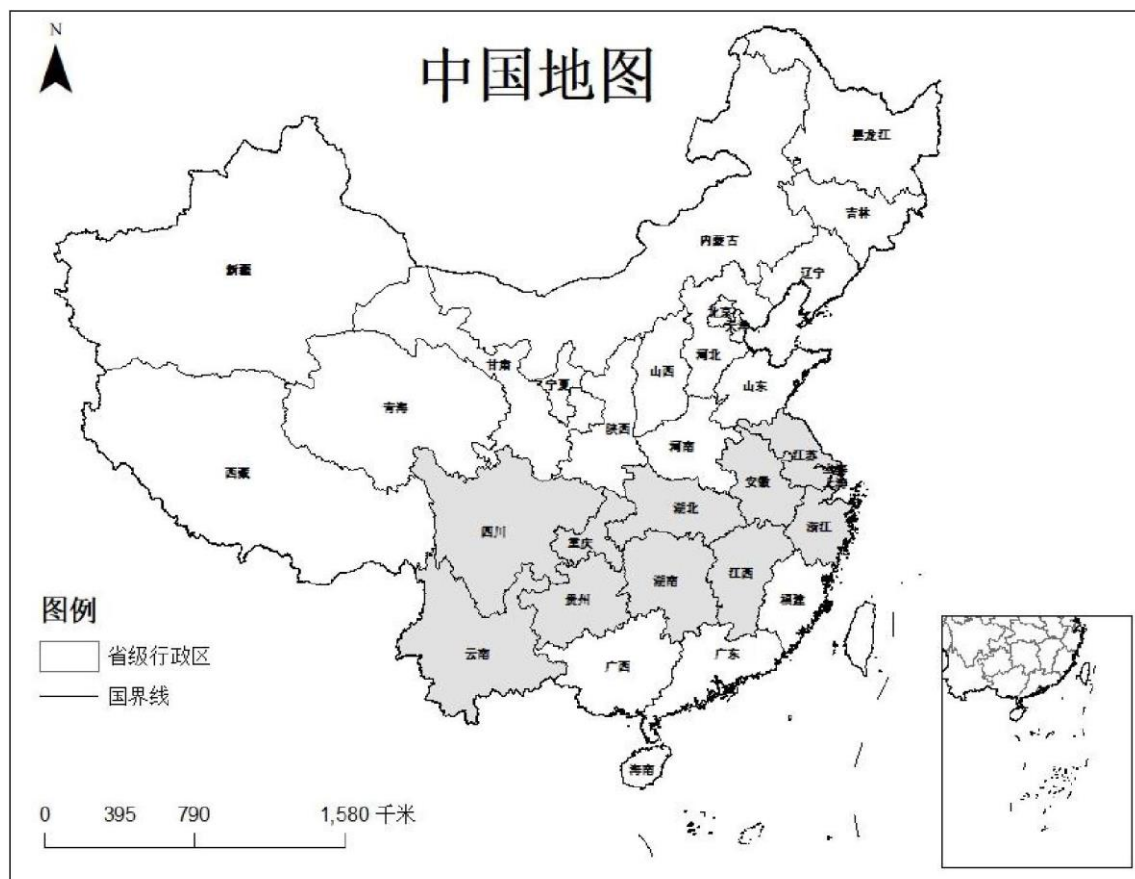 N
中国地图
黑龙江
吉林
内蒙古
辽宁
新疆
北京
河北
山西
甘肃
宁夏
山东
青海
陕西
河南
江苏
西藏
安徽
湖北
四川
浙江
重庆
江西
湖南
贵州
福建
云南
广西
广东
海南
图例
省级行政区
国界线
0 395 790 1,580 千米